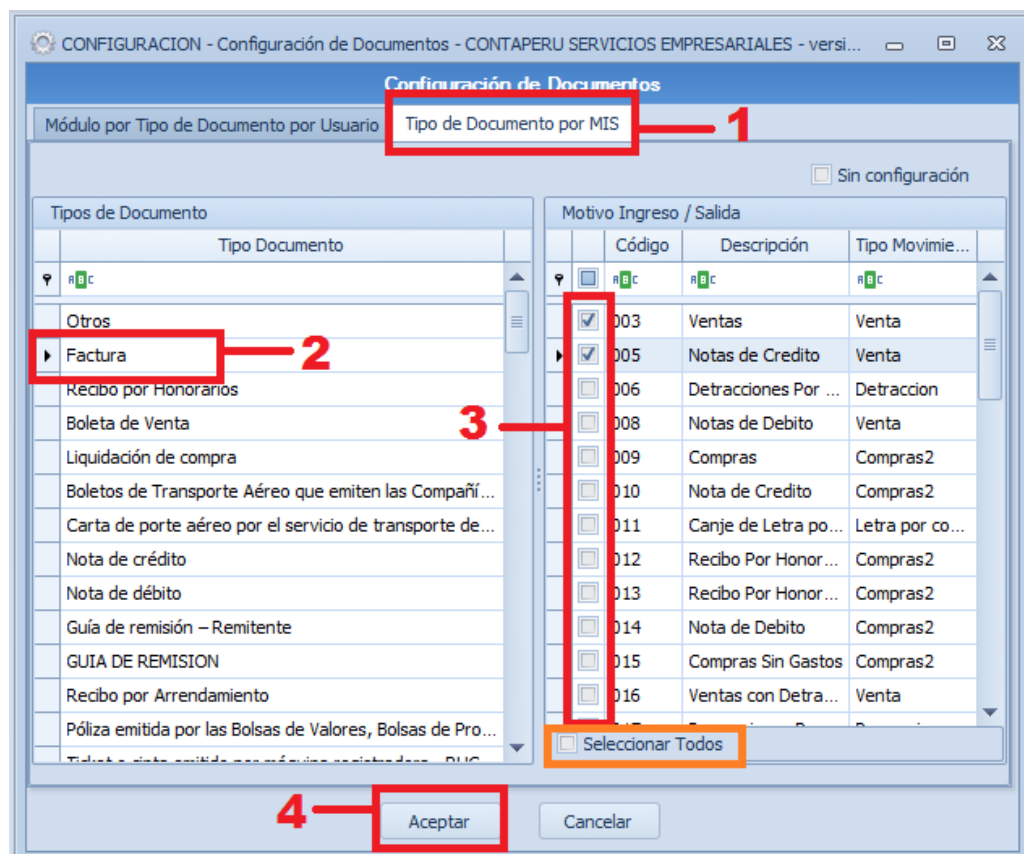 CONFIGURACION - Configuración de Documentos - CONTAPERU SERVICIOS EMPRESARIALES - versi...
Configuración de Documentos
Módulo por Tipo de Documento por Usuario
Tipo de Documento por MIS
1
Sin configuración
Tipos de Documento
Motivo Ingreso / Salida
Tipo Documento
Código Descripción Tipo Movimie...
ABC
ABC ABC ABC
Otros
003 Ventas Venta
Factura
2
005 Notas de Credito Venta
Recibo por Honorarios
006 Detracciones Por ... Detraccion
Boleta de Venta
3
008 Notas de Debito Venta
Liquidación de compra
009 Compras Compras2
Boletos de Transporte Aéreo que emiten las Compañí...
010 Nota de Credito Compras2
Carta de porte aéreo por el servicio de transporte de...
011 Canje de Letra po... Letra por co...
Nota de crédito
012 Recibo Por Honor... Compras2
Nota de débito
013 Recibo Por Honor... Compras2
Guía de remisión – Remitente
014 Nota de Debito Compras2
GUIA DE REMISION
015 Compras Sin Gastos Compras2
Recibo por Arrendamiento
016 Ventas con Detra... Venta
Póliza emitida por las Bolsas de Valores, Bolsas de Pro...
Seleccionar Todos
4
Aceptar
Cancelar